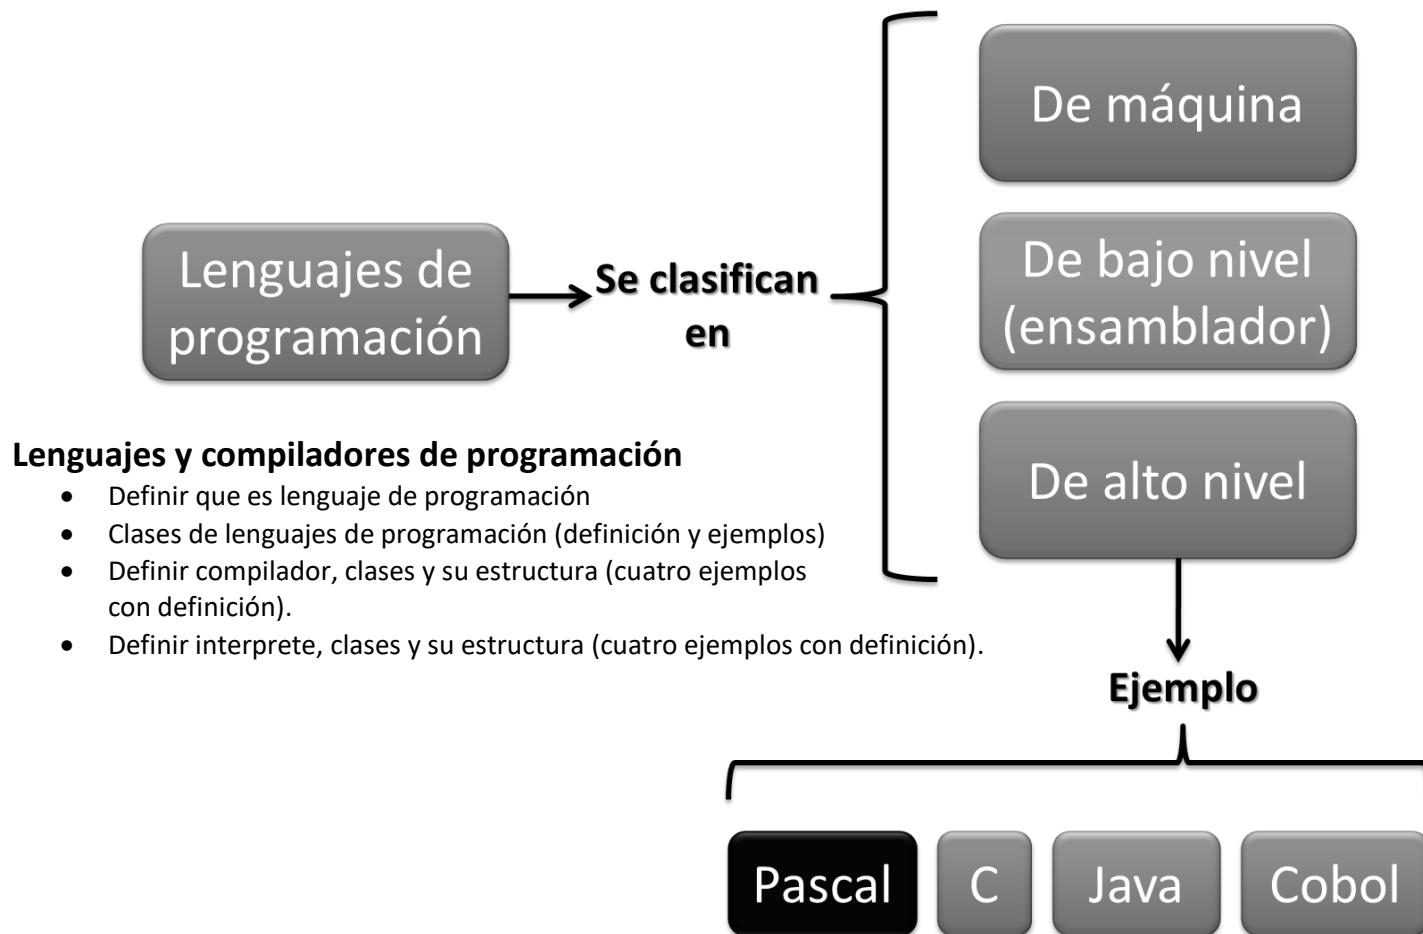 De máquina
Lenguajes de
programación
Se clasifican
en
De bajo nivel
(ensamblador)
De alto nivel
Lenguajes y compiladores de programación
• Definir que es lenguaje de programación
• Clases de lenguajes de programación (definición y ejemplos)
• Definir compilador, clases y su estructura (cuatro ejemplos
con definición).
• Definir interprete, clases y su estructura (cuatro ejemplos con definición).
Ejemplo
Pascal
C
Java
Cobol